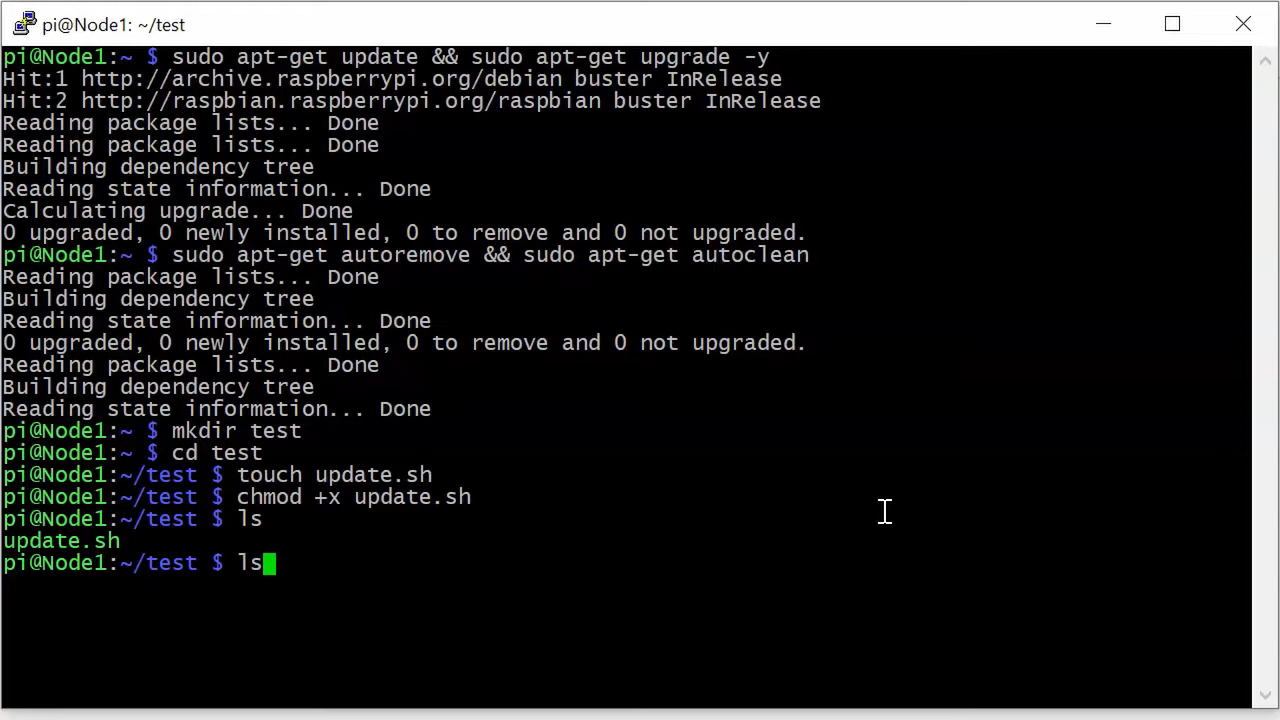 pi@Node1: ~/test
pi@Node1:~ $ sudo apt-get update && sudo apt-get upgrade -y
Hit:1 http://archive.raspberrypi.org/debian buster InRelease
Hit:2 http://raspbian.raspberrypi.org/raspbian buster InRelease
Reading package lists... Done
Reading package lists... Done
Building dependency tree
Reading state information... Done
Calculating upgrade... Done
0 upgraded, 0 newly installed, 0 to remove and 0 not upgraded.
pi@Node1:~ $ sudo apt-get autoremove && sudo apt-get autoclean
Reading package lists... Done
Building dependency tree
Reading state information... Done
0 upgraded, 0 newly installed, 0 to remove and 0 not upgraded.
Reading package lists... Done
Building dependency tree
Reading state information... Done
pi@Node1:~ $ mkdir test
pi@Node1:~ $ cd test
pi@Node1:~/test $ touch update.sh
pi@Node1:~/test $ chmod +x update.sh
pi@Node1:~/test $ ls
update.sh
pi@Node1:~/test $ ls